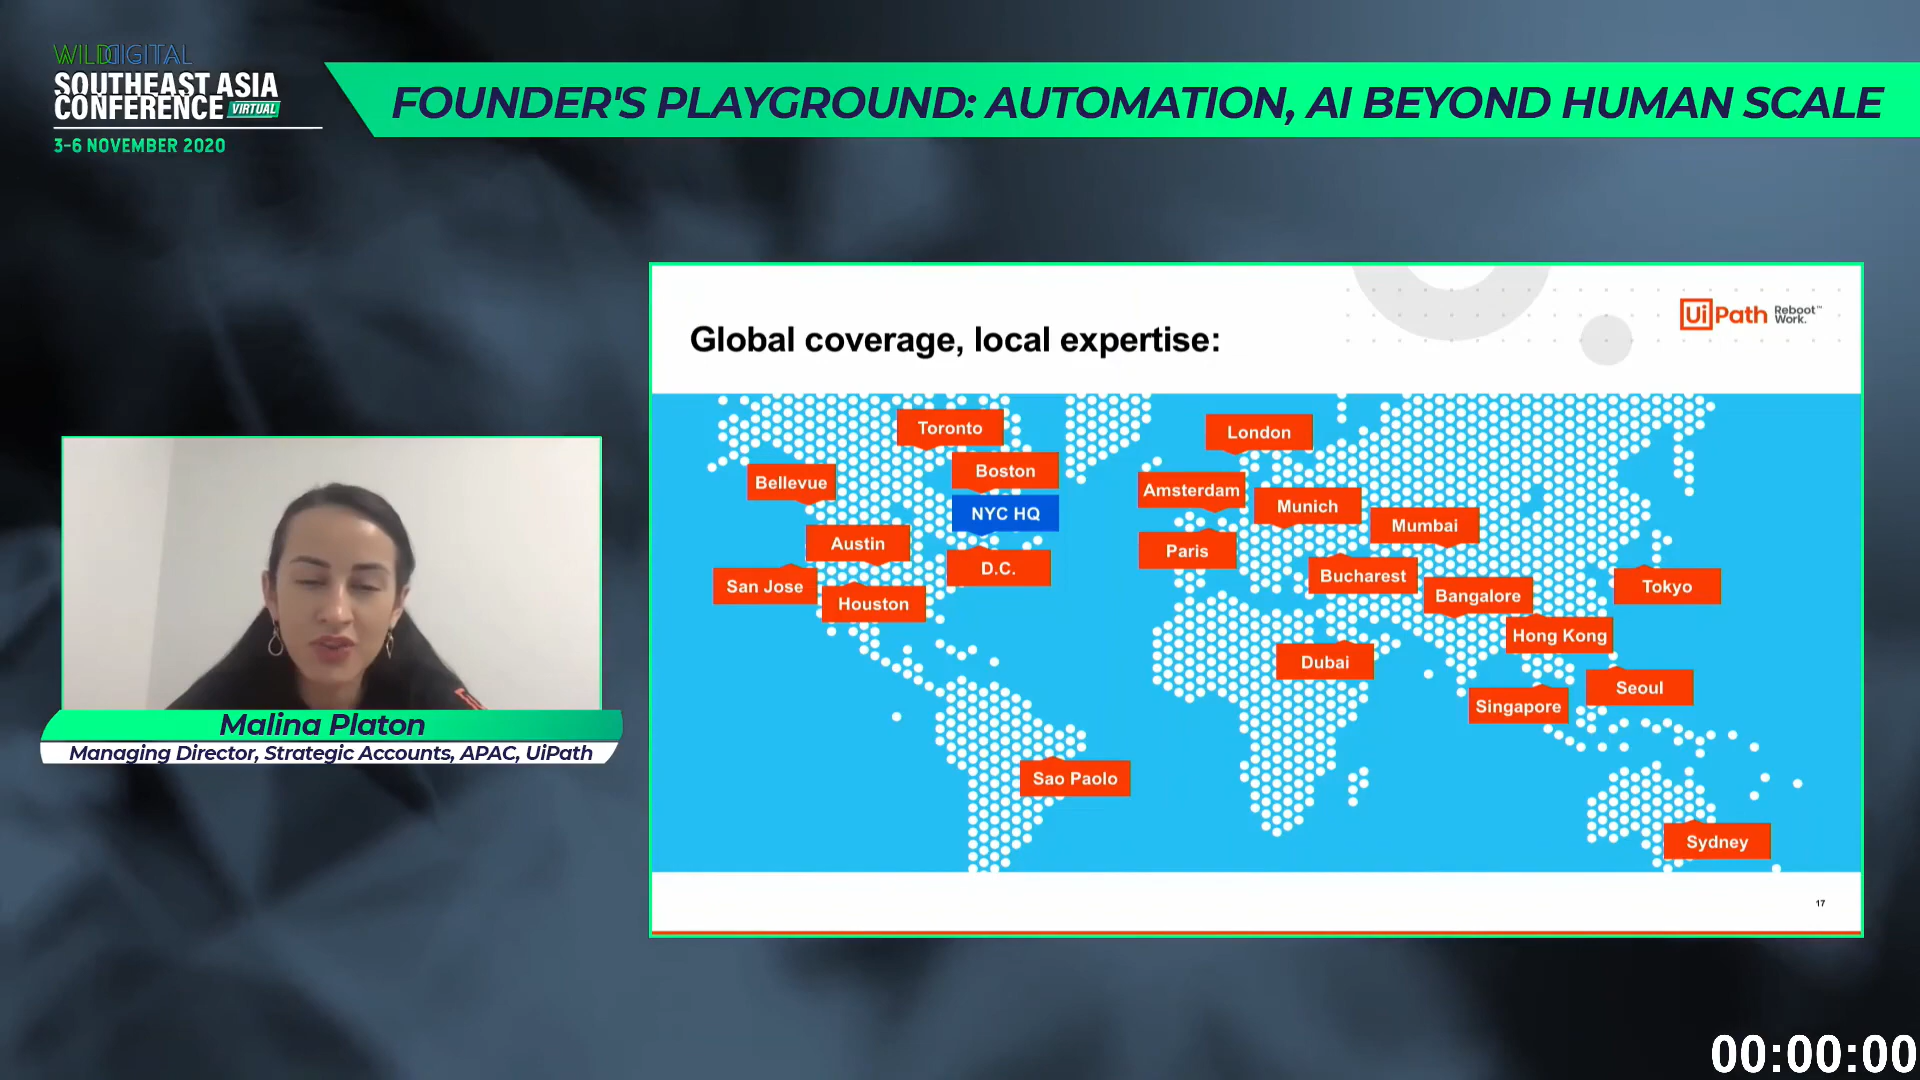 WILDDIGITAL
SOUTHEAST ASIA
CONFERENCE VIRTUAL
3-6 NOVEMBER 2020
FOUNDER'S PLAYGROUND: AUTOMATION, AI BEYOND HUMAN SCALE
Malina Platon
Managing Director, Strategic Accounts, APAC, UiPath
Global coverage, local expertise:
UiPath Reboot™
Work.
Toronto
London
Boston
Bellevue
Amsterdam
Munich
NYC HQ
Mumbai
Austin
Paris
D.C.
Bucharest
San Jose
Tokyo
Houston
Bangalore
Hong Kong
Dubai
Seoul
Singapore
Sao Paolo
Sydney
17
00:00:00